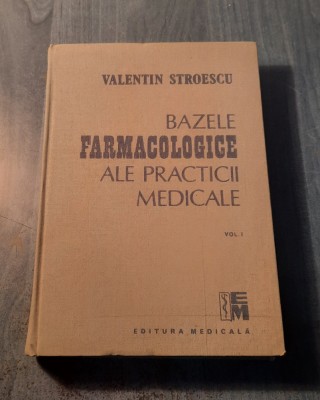 VALENTIN STROESCU
BAZELE
FARMACOLOGICE
ALE PRACTICII
MEDICALE
VOL. I
EM
EDITURA MEDICALĂ